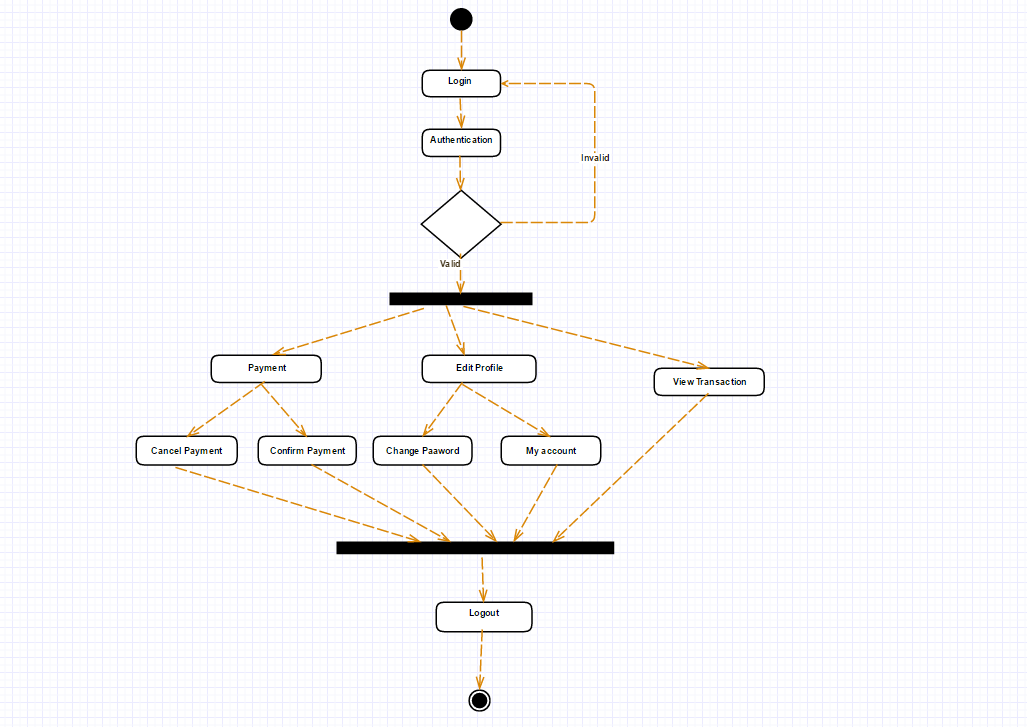 Login
Authentication
Invalid
Valid
Payment
Edit Profile
View Transaction
Cancel Payment
Confirm Payment
Change Paaword
My account
Logout